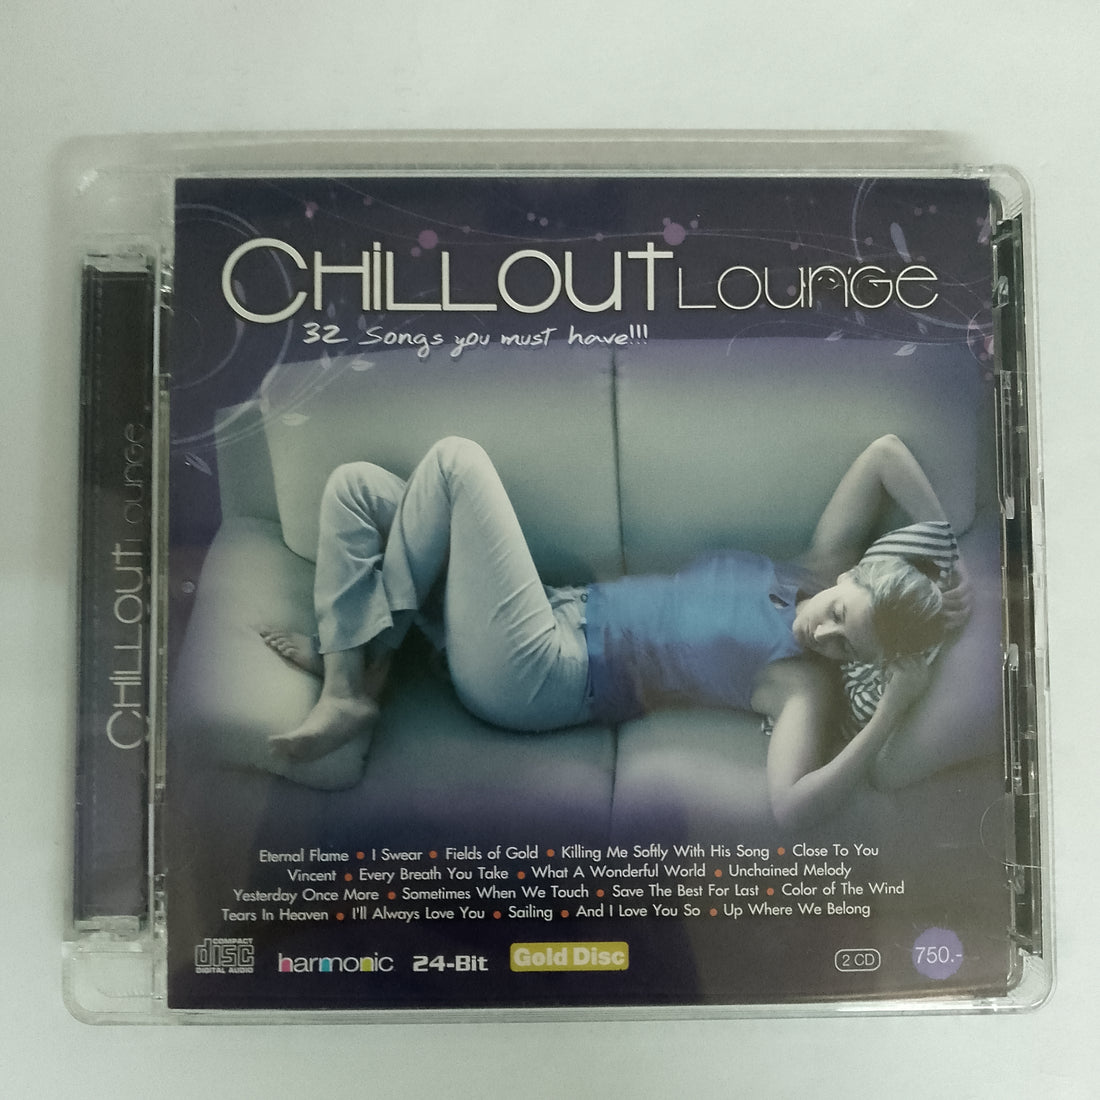 CHiLLOUT LOUNGE
32 Songs you must have!!!
CHiLLOUT LOUNGE
Eternal Flame • I Swear • Fields of Gold • Killing Me Softly With His Song • Close To You
Vincent • Every Breath You Take • What A Wonderful World • Unchained Melody
Yesterday Once More • Sometimes When We Touch • Save The Best For Last • Color of The Wind
Tears In Heaven • I'll Always Love You • Sailing • And I Love You So • Up Where We Belong
COMPACT
disc
DIGITAL AUDIO
harmonic
24-Bit
Gold Disc
2 CD
750.-